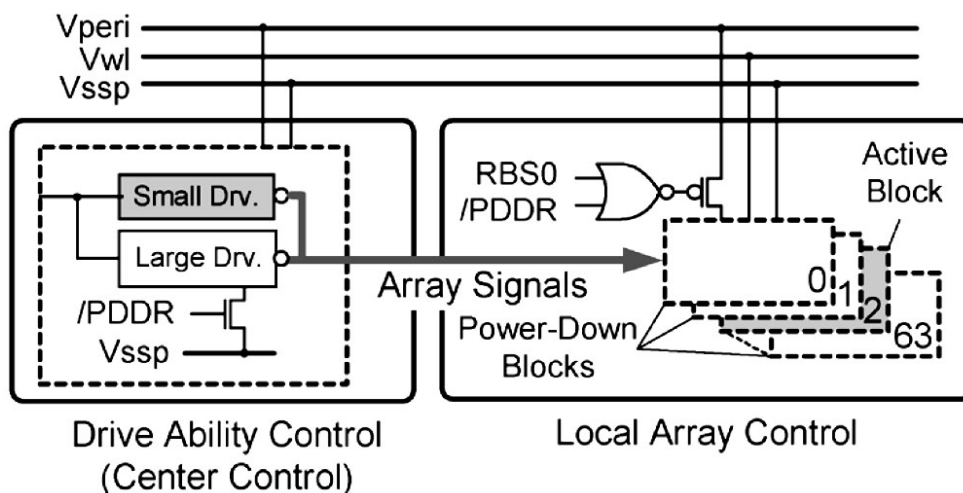 Vperi
Vwl
Vssp
Small Drv.
Large Drv.
/PDDR
Vssp
Array Signals
RBS0
/PDDR
Active
Block
0
1
2
63
Power-Down
Blocks
Drive Ability Control
(Center Control)
Local Array Control